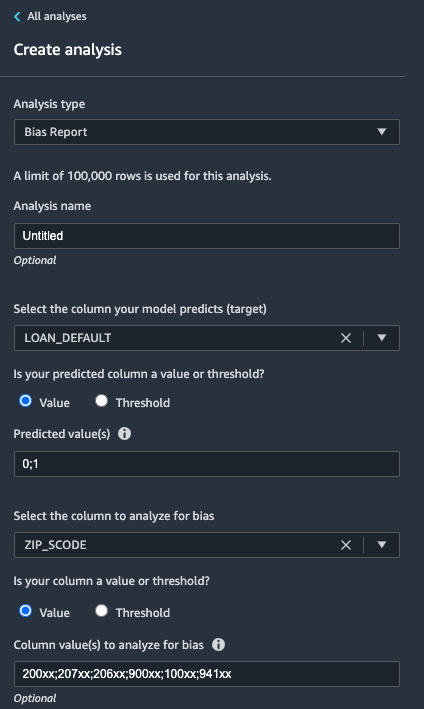 All analyses
Create analysis
Analysis type
Bias Report
A limit of 100,000 rows is used for this analysis.
Analysis name
Untitled
Optional
Select the column your model predicts (target)
LOAN_DEFAULT
Is your predicted column a value or threshold?
Value Threshold
Predicted value(s)
0;1
Select the column to analyze for bias
ZIP_SCODE
Is your column a value or threshold?
Value Threshold
Column value(s) to analyze for bias
200xx;207xx;206xx;900xx;100xx;941xx
Optional